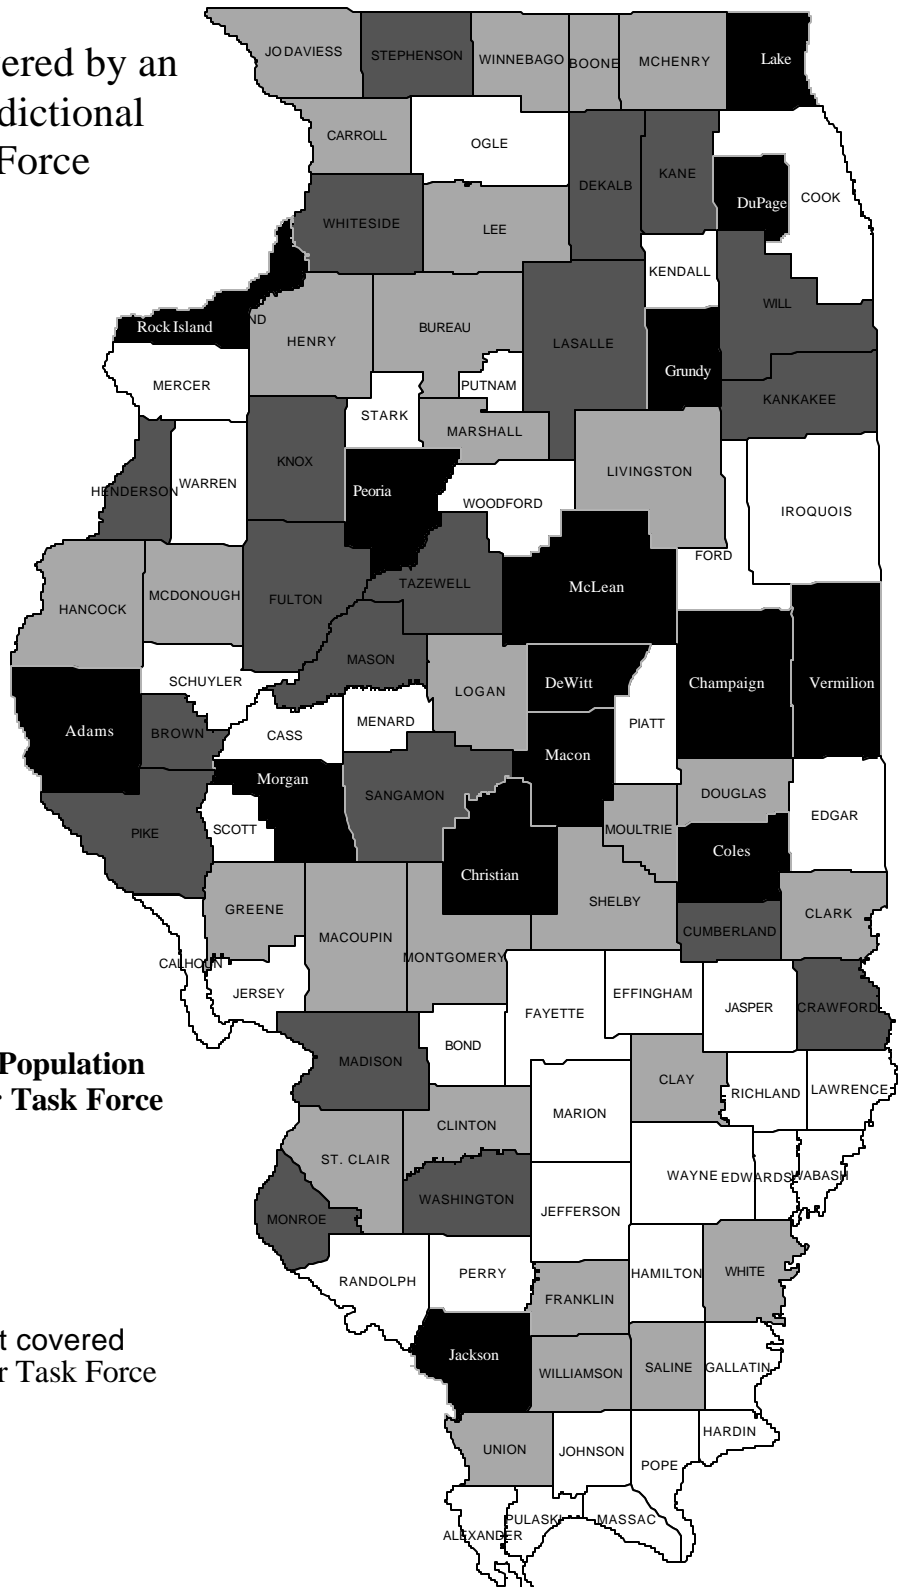 ered by an
dictional
Force
JO DAVIESS
STEPHENSON
WINNEBAGO
BOONE
MCHENRY
Lake
CARROLL
OGLE
DEKALB
KANE
DuPage
COOK
WHITESIDE
LEE
KENDALL
WILL
Rock Island
ND
HENRY
BUREAU
LASALLE
Grundy
MERCER
PUTNAM
KANKAKEE
STARK
MARSHALL
KNOX
LIVINGSTON
HENDERSON
WARREN
Peoria
WOODFORD
IROQUOIS
FORD
HANCOCK
MCDONOUGH
FULTON
TAZEWELL
McLean
MASON
SCHUYLER
LOGAN
DeWitt
Champaign
Vermilion
Adams
BROWN
CASS
MENARD
PIATT
Macon
Morgan
SANGAMON
DOUGLAS
PIKE
SCOTT
MOULTRIE
EDGAR
Coles
Christian
GREENE
SHELBY
CLARK
MACOUPIN
CUMBERLAND
MONTGOMERY
CALHOUN
JERSEY
FAYETTE
EFFINGHAM
JASPER
CRAWFORD
BOND
Population
MADISON
CLAY
RICHLAND
LAWRENCE
Task Force
CLINTON
MARION
ST. CLAIR
WAYNE
EDWARDS
WABASH
WASHINGTON
MONROE
JEFFERSON
RANDOLPH
PERRY
HAMILTON
WHITE
FRANKLIN
t covered
r Task Force
Jackson
WILLIAMSON
SALINE
GALLATIN
UNION
JOHNSON
HARDIN
POPE
ALEXANDER
PULASKI
MASSAC